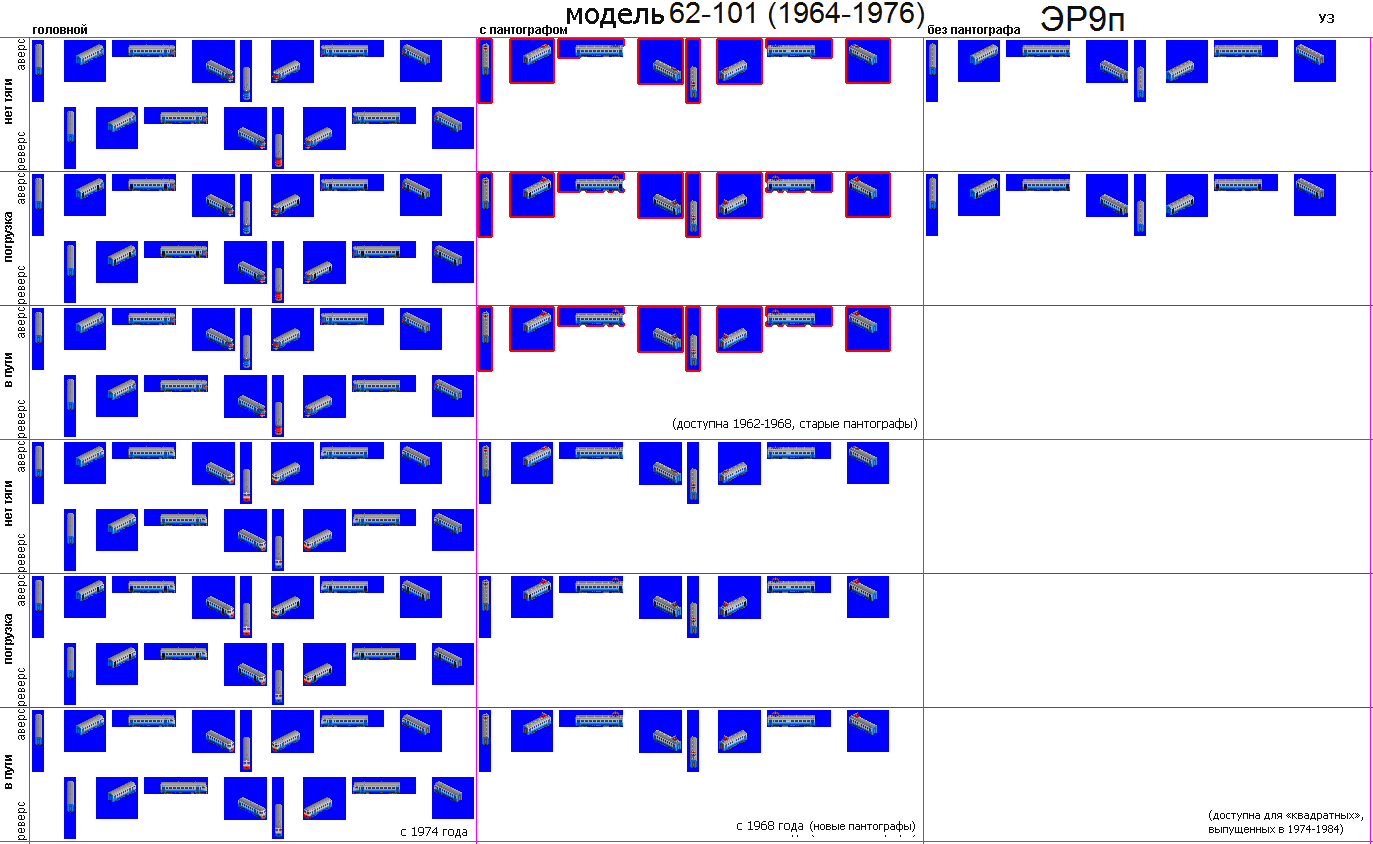 модель 62-101 (1964-1976)
ЭР9п
УЗ
головной
с пантографом
без пантографа
аверс
нет тяги
реверс
аверс
погрузка
реверс
аверс
в пути
реверс
(доступна 1962-1968, старые пантографы)
аверс
нет тяги
реверс
аверс
погрузка
реверс
аверс
в пути
реверс
с 1974 года
с 1968 года (новые пантографы)
(доступна для «квадратных»,
выпущенных в 1974-1984)